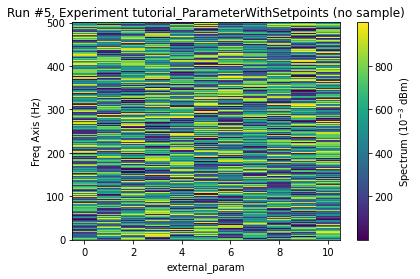 Run #5, Experiment tutorial_ParameterWithSetpoints (no sample)
500
400
300
200
100
0
Freq Axis (Hz)
0 2 4 6 8 10
external_param
800
600
400
200
Spectrum (10⁻³ dBm)